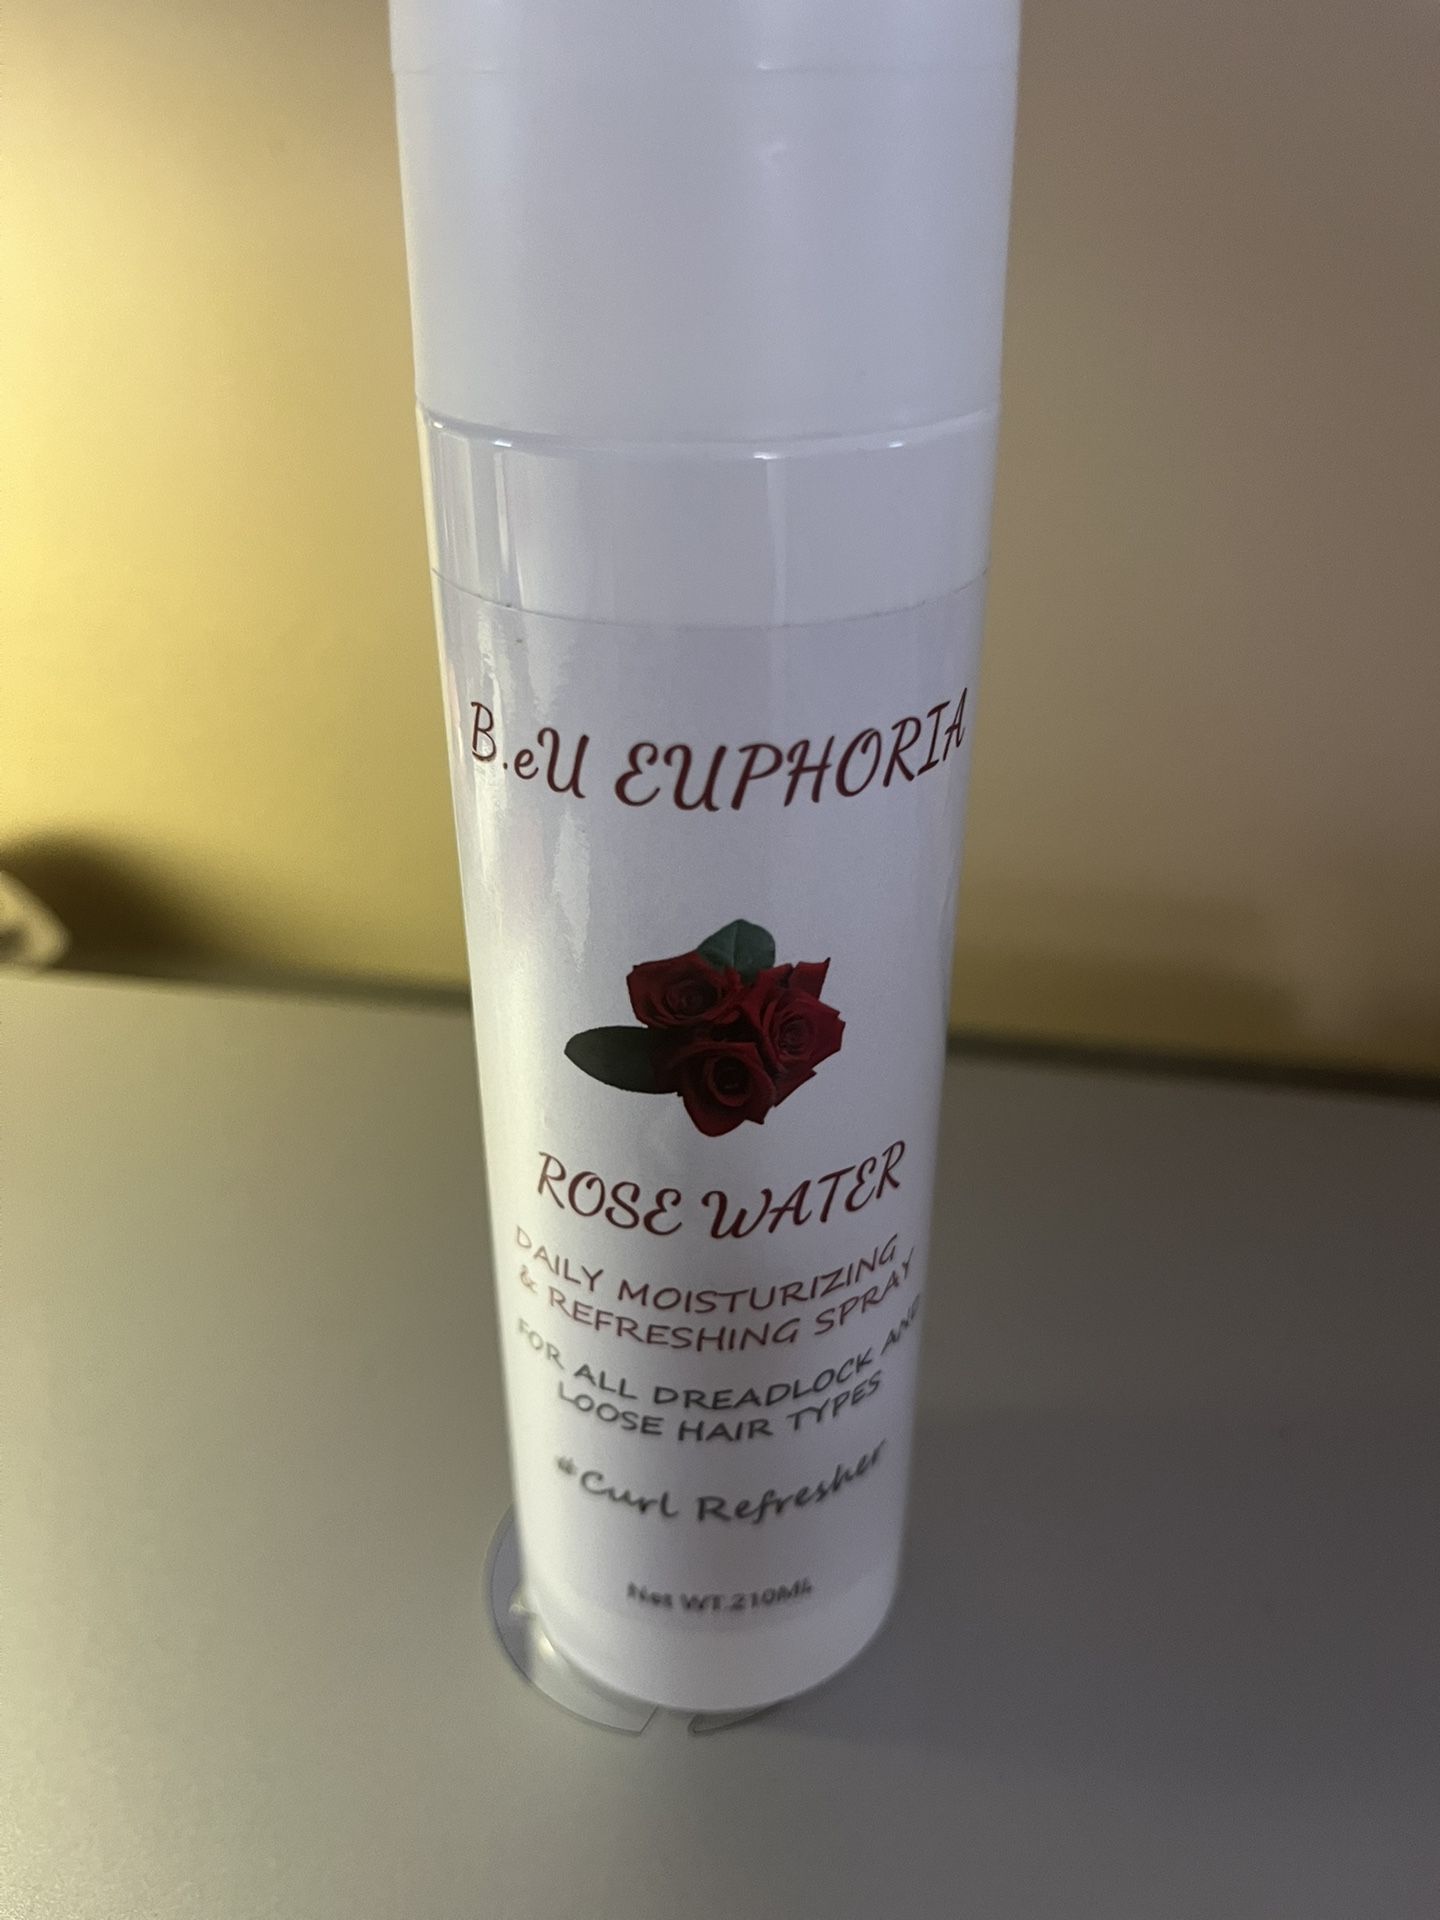 B.eU EUPHORIA
ROSE WATER
DAILY MOISTURIZING
& REFRESHING SPRAY
FOR ALL DREADLOCK AND
LOOSE HAIR TYPES
#Curl Refresher
Net WT.210ML